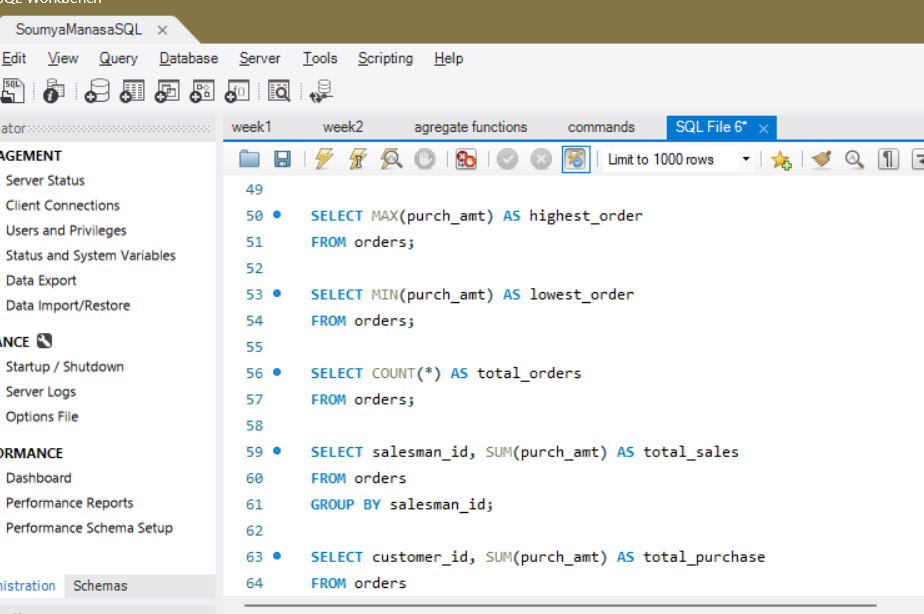 SQL Workbench
SoumyaManasaSQL
Edit View Query Database Server Tools Scripting Help
week1 week2 agregate functions commands SQL File 6*
Limit to 1000 rows
ator
AGEMENT
Server Status
Client Connections
Users and Privileges
Status and System Variables
Data Export
Data Import/Restore
ANCE
Startup / Shutdown
Server Logs
Options File
ORMANCE
Dashboard
Performance Reports
Performance Schema Setup
nistration Schemas
49
50 SELECT MAX(purch_amt) AS highest_order
51 FROM orders;
52
53 SELECT MIN(purch_amt) AS lowest_order
54 FROM orders;
55
56 SELECT COUNT(*) AS total_orders
57 FROM orders;
58
59 SELECT salesman_id, SUM(purch_amt) AS total_sales
60 FROM orders
61 GROUP BY salesman_id;
62
63 SELECT customer_id, SUM(purch_amt) AS total_purchase
64 FROM orders